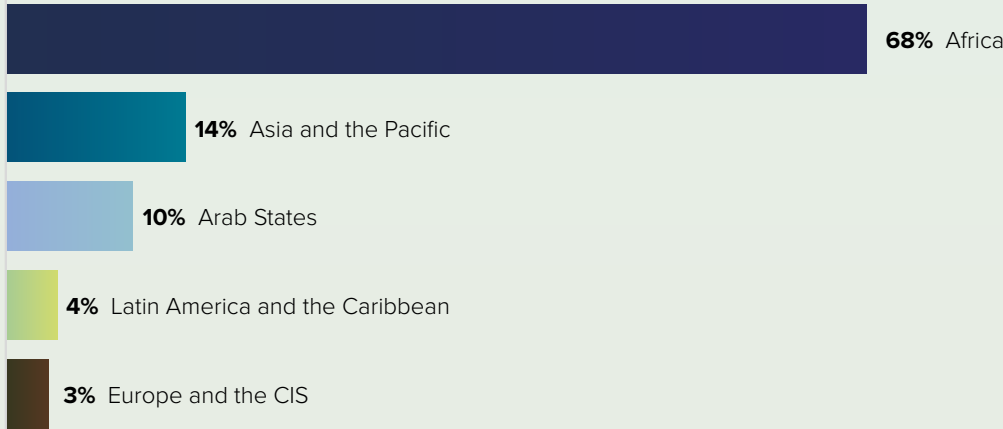 68% Africa
14% Asia and the Pacific
10% Arab States
4% Latin America and the Caribbean
3% Europe and the CIS